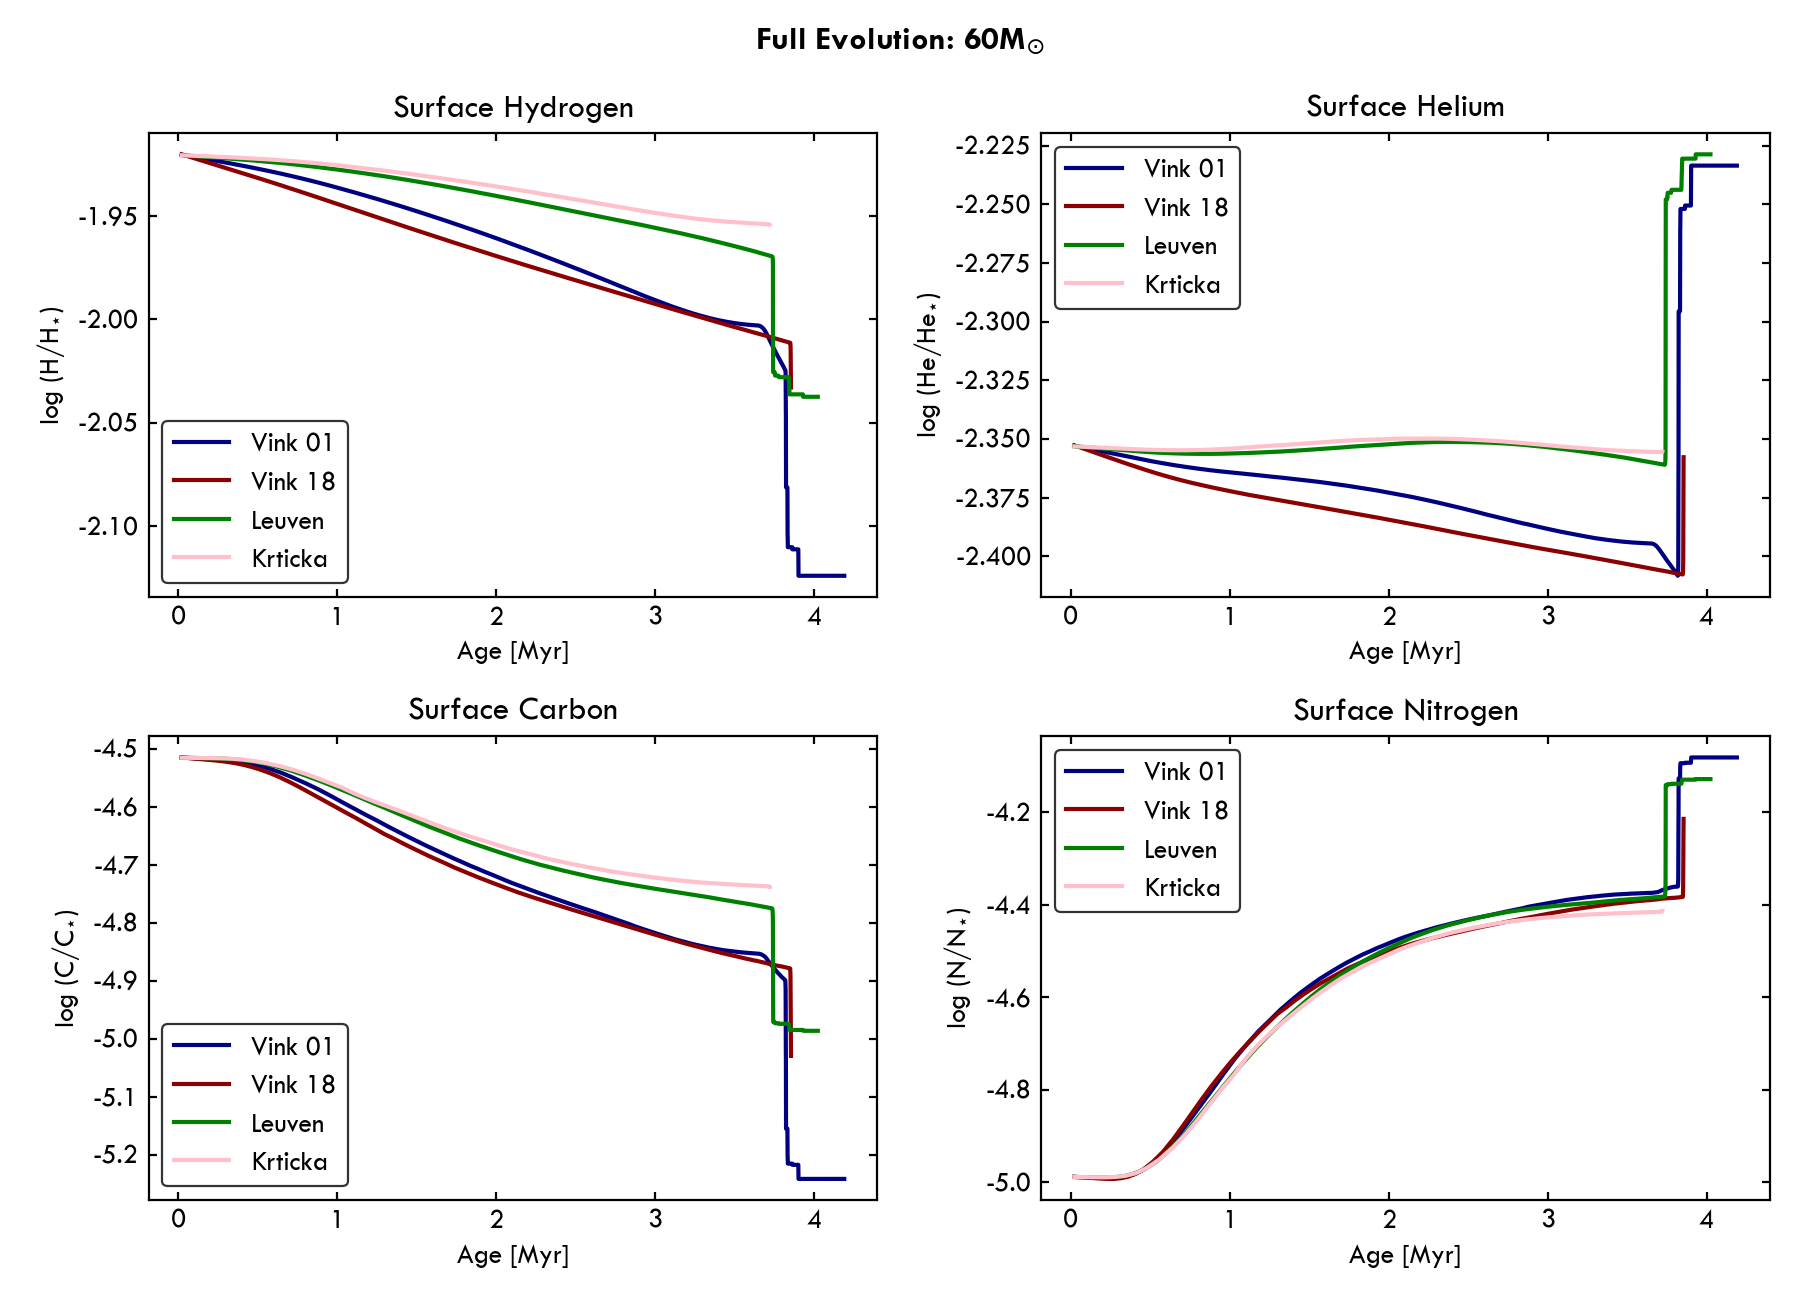 Full Evolution: 60M⊙
Surface Hydrogen
log (H/H⋆)
-1.95
-2.00
-2.05
-2.10
Vink 01
Vink 18
Leuven
Krticka
0 1 2 3 4
Age [Myr]
Surface Helium
log (He/He⋆)
-2.225
-2.250
-2.275
-2.300
-2.325
-2.350
-2.375
-2.400
Vink 01
Vink 18
Leuven
Krticka
0 1 2 3 4
Age [Myr]
Surface Carbon
log (C/C⋆)
-4.5
-4.6
-4.7
-4.8
-4.9
-5.0
-5.1
-5.2
Vink 01
Vink 18
Leuven
Krticka
0 1 2 3 4
Age [Myr]
Surface Nitrogen
log (N/N⋆)
-4.2
-4.4
-4.6
-4.8
-5.0
Vink 01
Vink 18
Leuven
Krticka
0 1 2 3 4
Age [Myr]